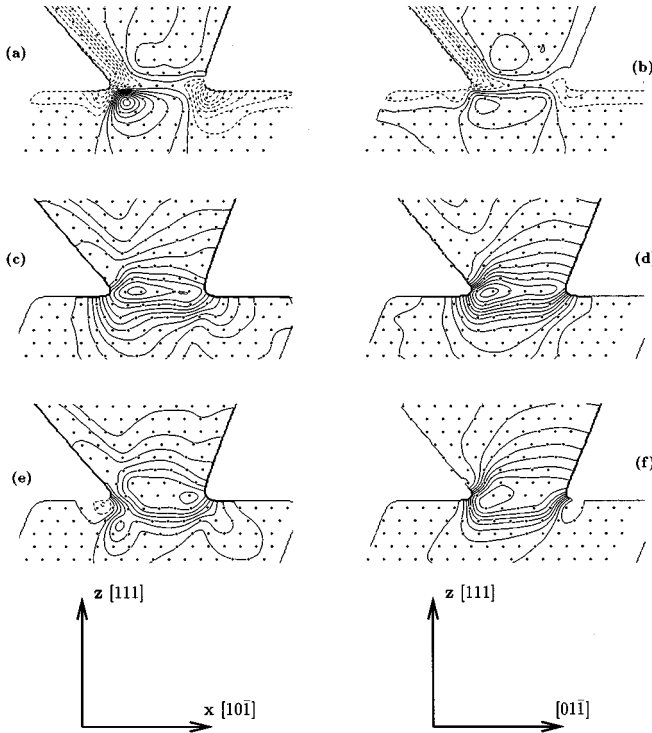 (a)
(b)
(c)
(d)
(e)
(f)
z [111]
z [111]
x [101̄]
[011̄]